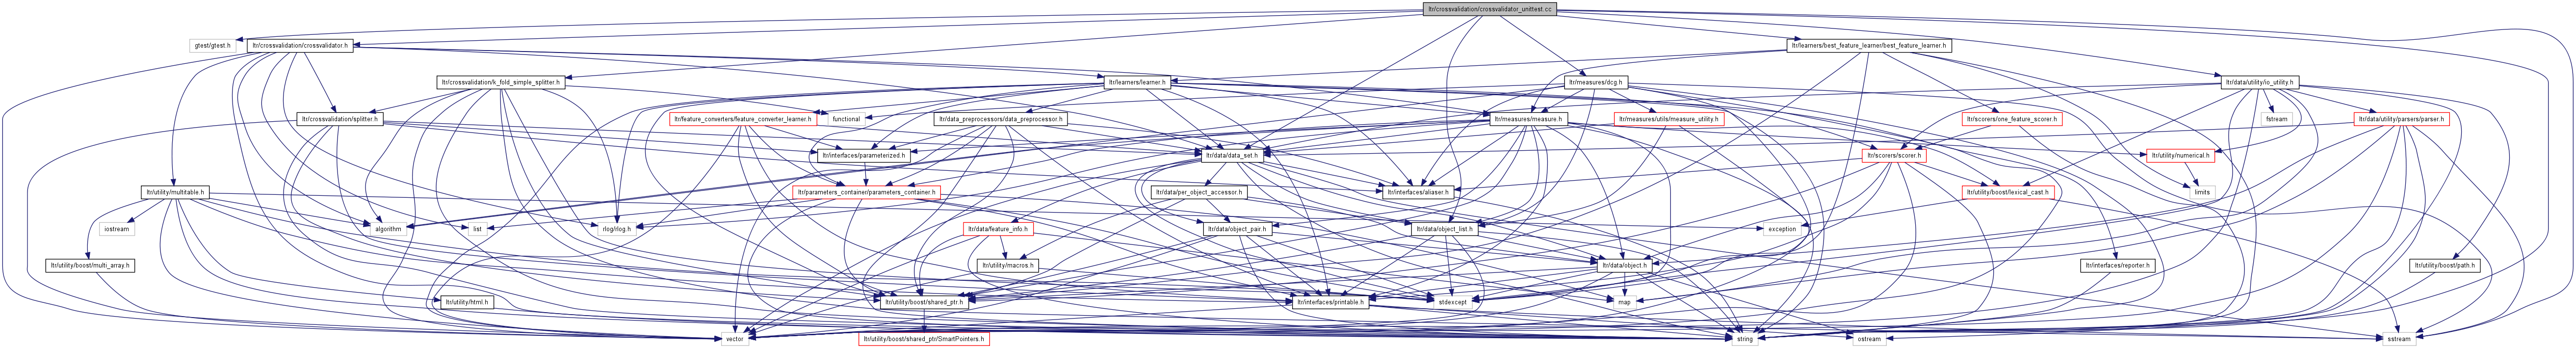 ltr/crossvalidation/crossvalidator_unittest.cc
gtest/gtest.h
ltr/crossvalidation/crossvalidator.h
ltr/learners/best_feature_learner/best_feature_learner.h
ltr/crossvalidation/k_fold_simple_splitter.h
ltr/learners/learner.h
ltr/measures/dcg.h
ltr/data/utility/io_utility.h
ltr/crossvalidation/splitter.h
ltr/feature_converters/feature_converter_learner.h
functional
ltr/data_preprocessors/data_preprocessor.h
ltr/measures/measure.h
ltr/measures/utils/measure_utility.h
ltr/scorers/one_feature_scorer.h
fstream
ltr/data/utility/parsers/parser.h
ltr/interfaces/parameterized.h
ltr/data/data_set.h
ltr/scorers/scorer.h
ltr/utility/numerical.h
ltr/utility/multitable.h
ltr/parameters_container/parameters_container.h
ltr/data/per_object_accessor.h
ltr/interfaces/aliaser.h
ltr/utility/boost/lexical_cast.h
limits
iostream
algorithm
list
rlog/rlog.h
ltr/data/feature_info.h
ltr/data/object_pair.h
ltr/data/object_list.h
exception
ltr/utility/boost/multi_array.h
ltr/utility/macros.h
ltr/data/object.h
ltr/interfaces/reporter.h
ltr/utility/boost/path.h
ltr/utility/html.h
ltr/utility/boost/shared_ptr.h
ltr/interfaces/printable.h
stdexcept
map
vector
ltr/utility/boost/shared_ptr/SmartPointers.h
string
ostream
sstream